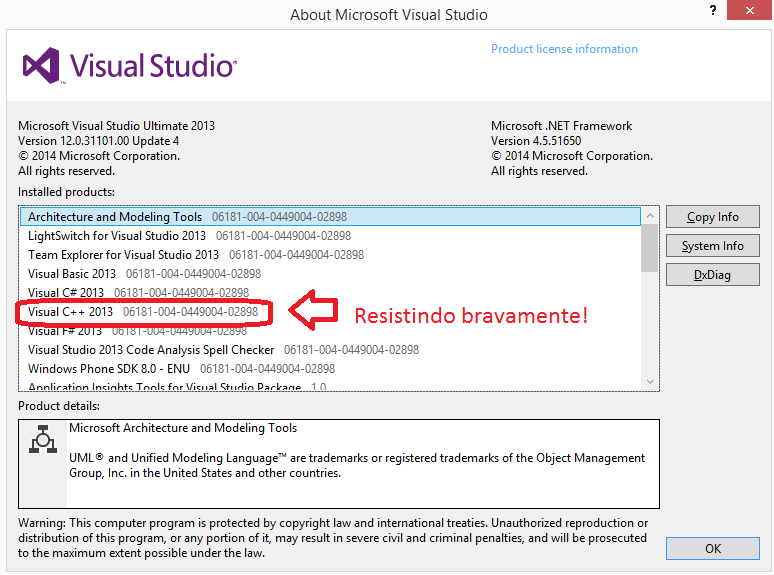 About Microsoft Visual Studio
?
Product license information
Visual Studio
Microsoft Visual Studio Ultimate 2013
Version 12.0.31101.00 Update 4
© 2014 Microsoft Corporation.
All rights reserved.
Microsoft .NET Framework
Version 4.5.51650
© 2014 Microsoft Corporation.
All rights reserved.
Installed products:
Architecture and Modeling Tools 06181-004-0449004-02898
LightSwitch for Visual Studio 2013 06181-004-0449004-02898
Team Explorer for Visual Studio 2013 06181-004-0449004-02898
Visual Basic 2013 06181-004-0449004-02898
Visual C# 2013 06181-004-0449004-02898
Visual C++ 2013 06181-004-0449004-02898
Resistindo bravamente!
Visual F# 2013 06181-004-0449004-02898
Visual Studio 2013 Code Analysis Spell Checker 06181-004-0449004-02898
Windows Phone SDK 8.0 - ENU 06181-004-0449004-02898
Application Insights Tools for Visual Studio Package 1.0
Copy Info
System Info
DxDiag
Product details:
Microsoft Architecture and Modeling Tools
UML® and Unified Modeling Language™ are trademarks or registered trademarks of the Object Management
Group, Inc. in the United States and other countries.
Warning: This computer program is protected by copyright law and international treaties. Unauthorized reproduction or
distribution of this program, or any portion of it, may result in severe civil and criminal penalties, and will be prosecuted
to the maximum extent possible under the law.
OK